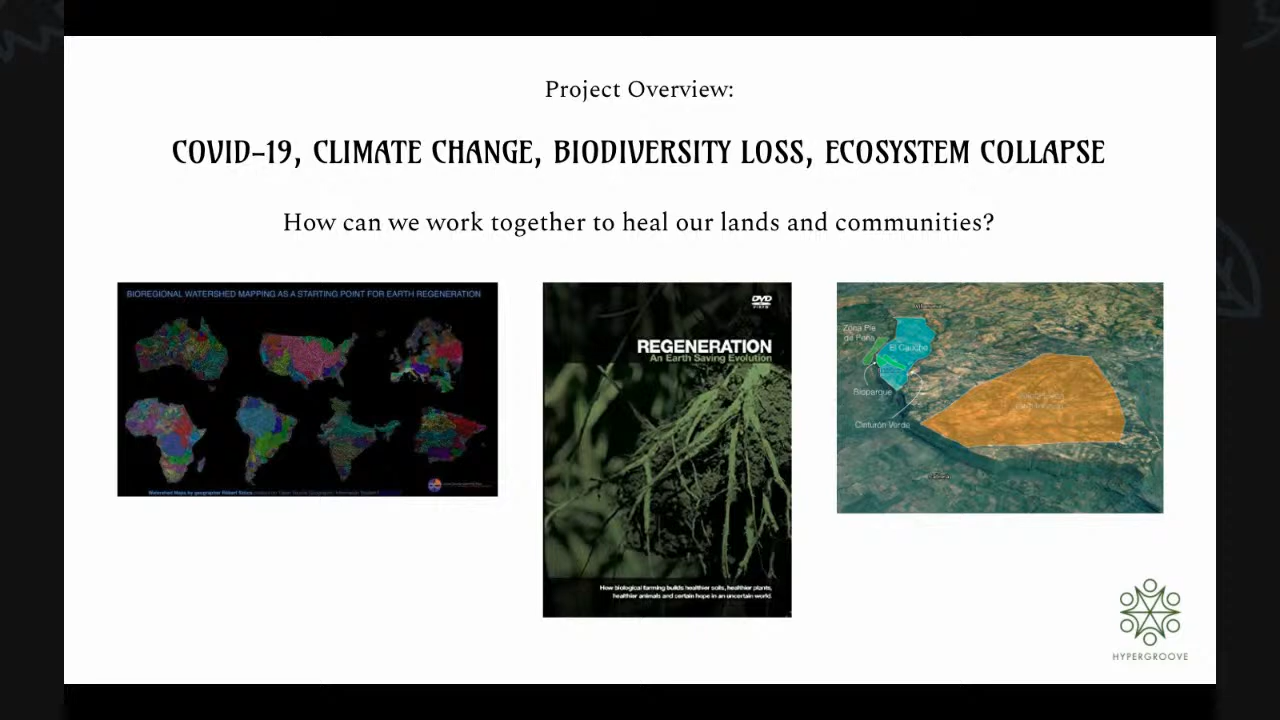 Project Overview:
COVID-19, CLIMATE CHANGE, BIODIVERSITY LOSS, ECOSYSTEM COLLAPSE
How can we work together to heal our lands and communities?
BIOREGIONAL WATERSHED MAPPING AS A STARTING POINT FOR EARTH REGENERATION
Watershed Maps by geographer Robert
DVD
VIDEO
REGENERATION
An Earth Saving Evolution
How biological farming builds healthier soils, healthier plants,
healthier animals and certain hope in an uncertain world.
Zona Pie
de Peña
El Cauche
Bioparque
Cinturón Verde
HYPERGROOVE